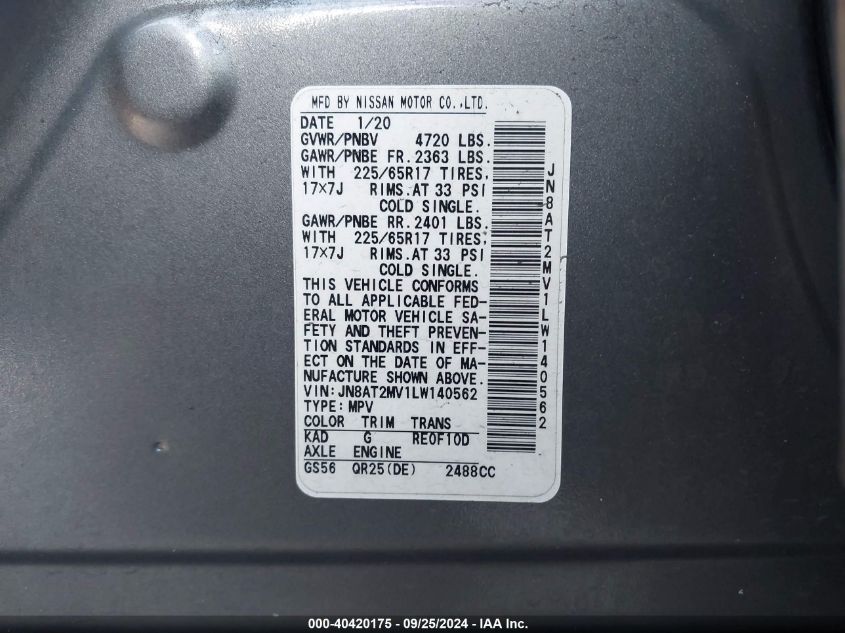 MFD BY NISSAN MOTOR CO.,LTD.
DATE 1/20
GVWR/PNBV 4720 LBS.
GAWR/PNBE FR. 2363 LBS.
WITH 225/65R17 TIRES,
17×7J RIMS.AT 33 PSI
COLD SINGLE.
GAWR/PNBE RR. 2401 LBS.
WITH 225/65R17 TIRES,
17×7J RIMS.AT 33 PSI
COLD SINGLE.
THIS VEHICLE CONFORMS
TO ALL APPLICABLE FED-
ERAL MOTOR VEHICLE SA-
FETY AND THEFT PREVEN-
TION STANDARDS IN EFF-
ECT ON THE DATE OF MA-
NUFACTURE SHOWN ABOVE.
VIN:JN8AT2MV1LW140562
TYPE:MPV
COLOR TRIM TRANS
KAD G RE0F10D
AXLE ENGINE
GS56 QR25(DE) 2488CC
JN8AT2MV1LW140562
000-40420175 - 09/25/2024 - IAA Inc.